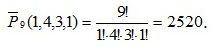 P̅₉(1,4,3,1) = 9! / (1!·4!·3!·1!) = 2520.